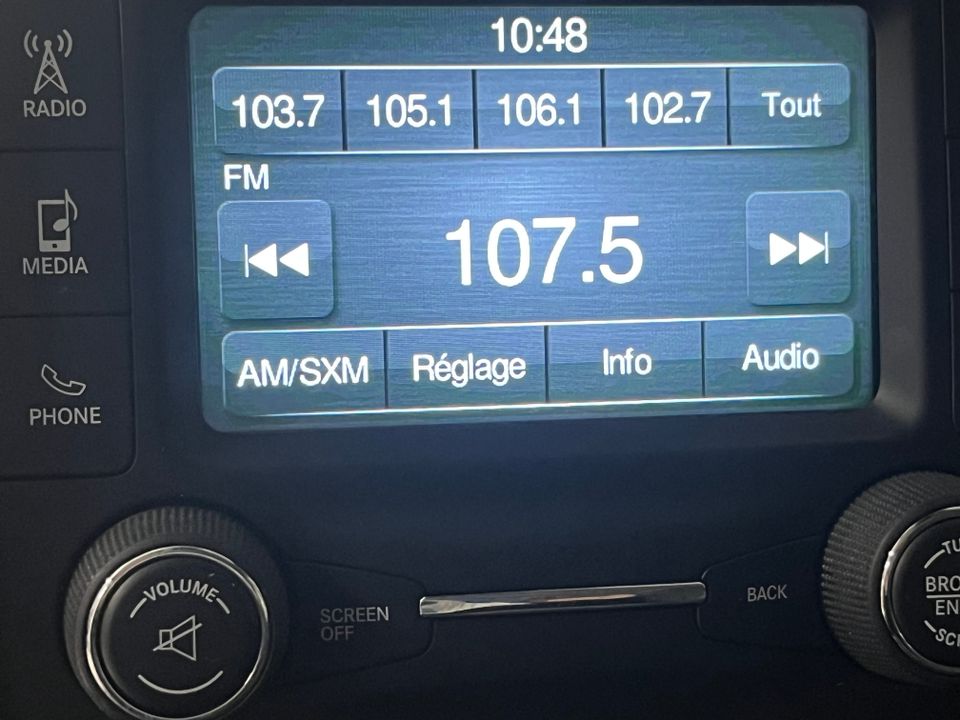 10:48
RADIO
103.7 105.1 106.1 102.7 Tout
FM
MEDIA
107.5
AM/SXM Réglage Info Audio
PHONE
VOLUME
SCREEN
OFF
BACK